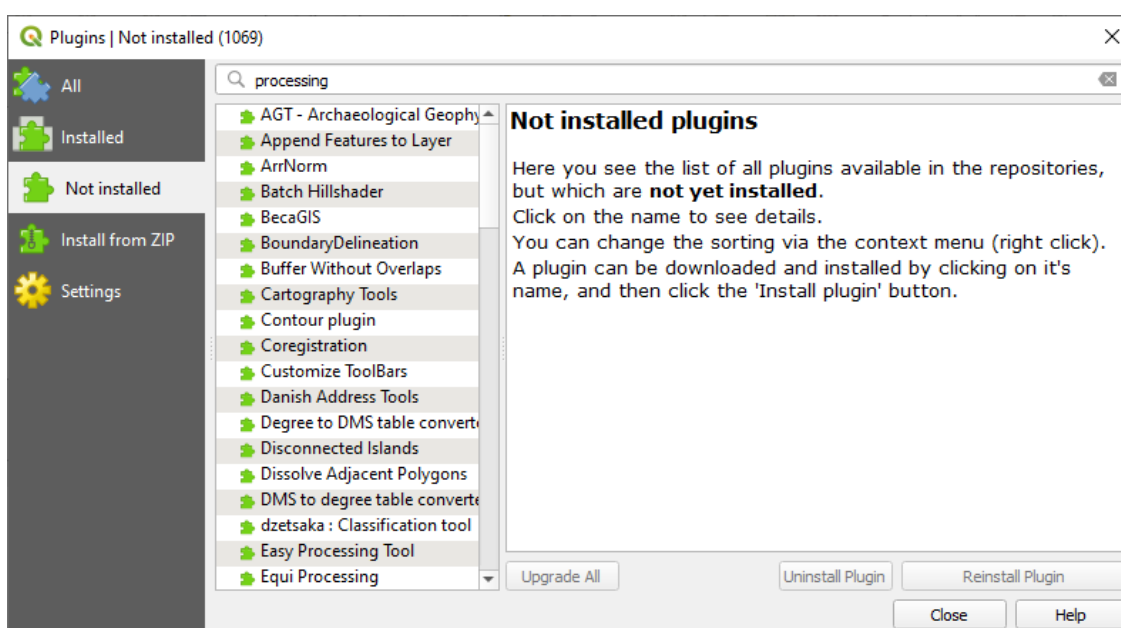 Plugins | Not installed (1069)
All
Installed
Not installed
Install from ZIP
Settings
processing
AGT - Archaeological Geophy
Append Features to Layer
ArrNorm
Batch Hillshader
BecaGIS
BoundaryDelineation
Buffer Without Overlaps
Cartography Tools
Contour plugin
Coregistration
Customize ToolBars
Danish Address Tools
Degree to DMS table converte
Disconnected Islands
Dissolve Adjacent Polygons
DMS to degree table converte
dzetsaka : Classification tool
Easy Processing Tool
Equi Processing
Not installed plugins
Here you see the list of all plugins available in the repositories,
but which are not yet installed.
Click on the name to see details.
You can change the sorting via the context menu (right click).
A plugin can be downloaded and installed by clicking on it's
name, and then click the 'Install plugin' button.
Upgrade All
Uninstall Plugin
Reinstall Plugin
Close
Help